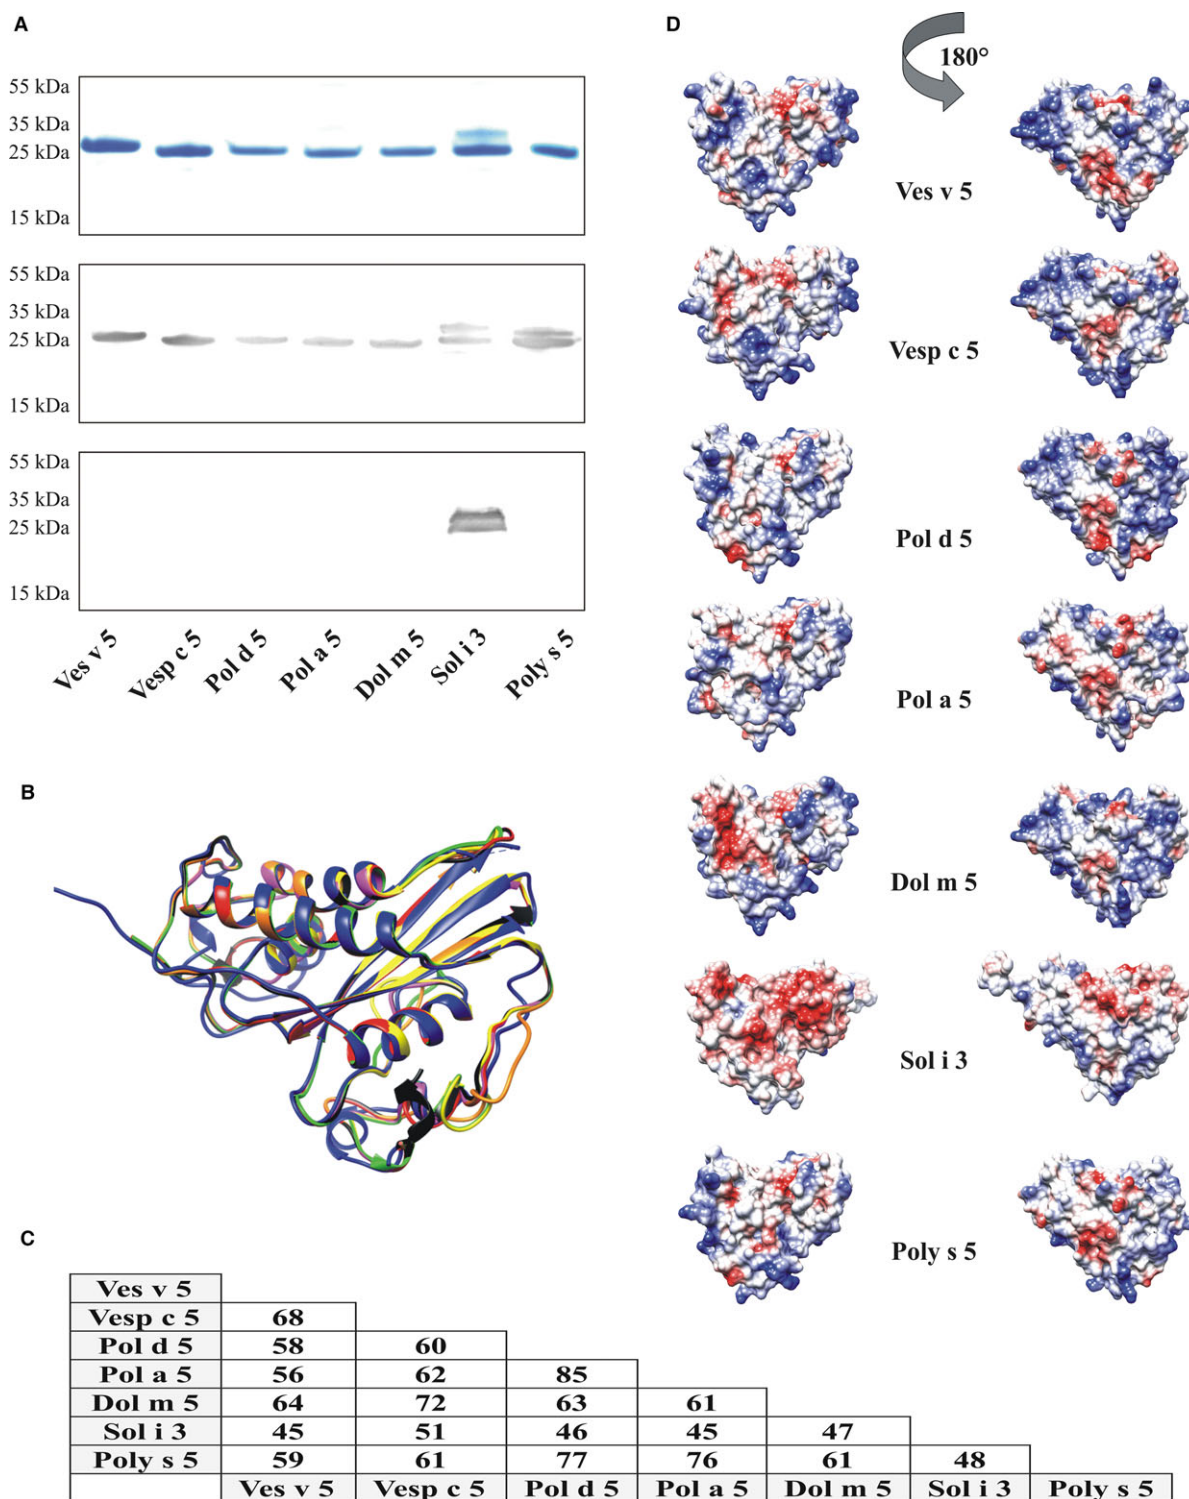 A
55 kDa
35 kDa
25 kDa
15 kDa
55 kDa
35 kDa
25 kDa
15 kDa
55 kDa
35 kDa
25 kDa
15 kDa
Ves v 5
Vesp c 5
Pol d 5
Pol a 5
Dol m 5
Sol i 3
Poly s 5
B
C
Ves v 5
Vesp c 5 68
Pol d 5 58 60
Pol a 5 56 62 85
Dol m 5 64 72 63 61
Sol i 3 45 51 46 45 47
Poly s 5 59 61 77 76 61 48
Ves v 5 Vesp c 5 Pol d 5 Pol a 5 Dol m 5 Sol i 3 Poly s 5
D
180°
Ves v 5
Vesp c 5
Pol d 5
Pol a 5
Dol m 5
Sol i 3
Poly s 5